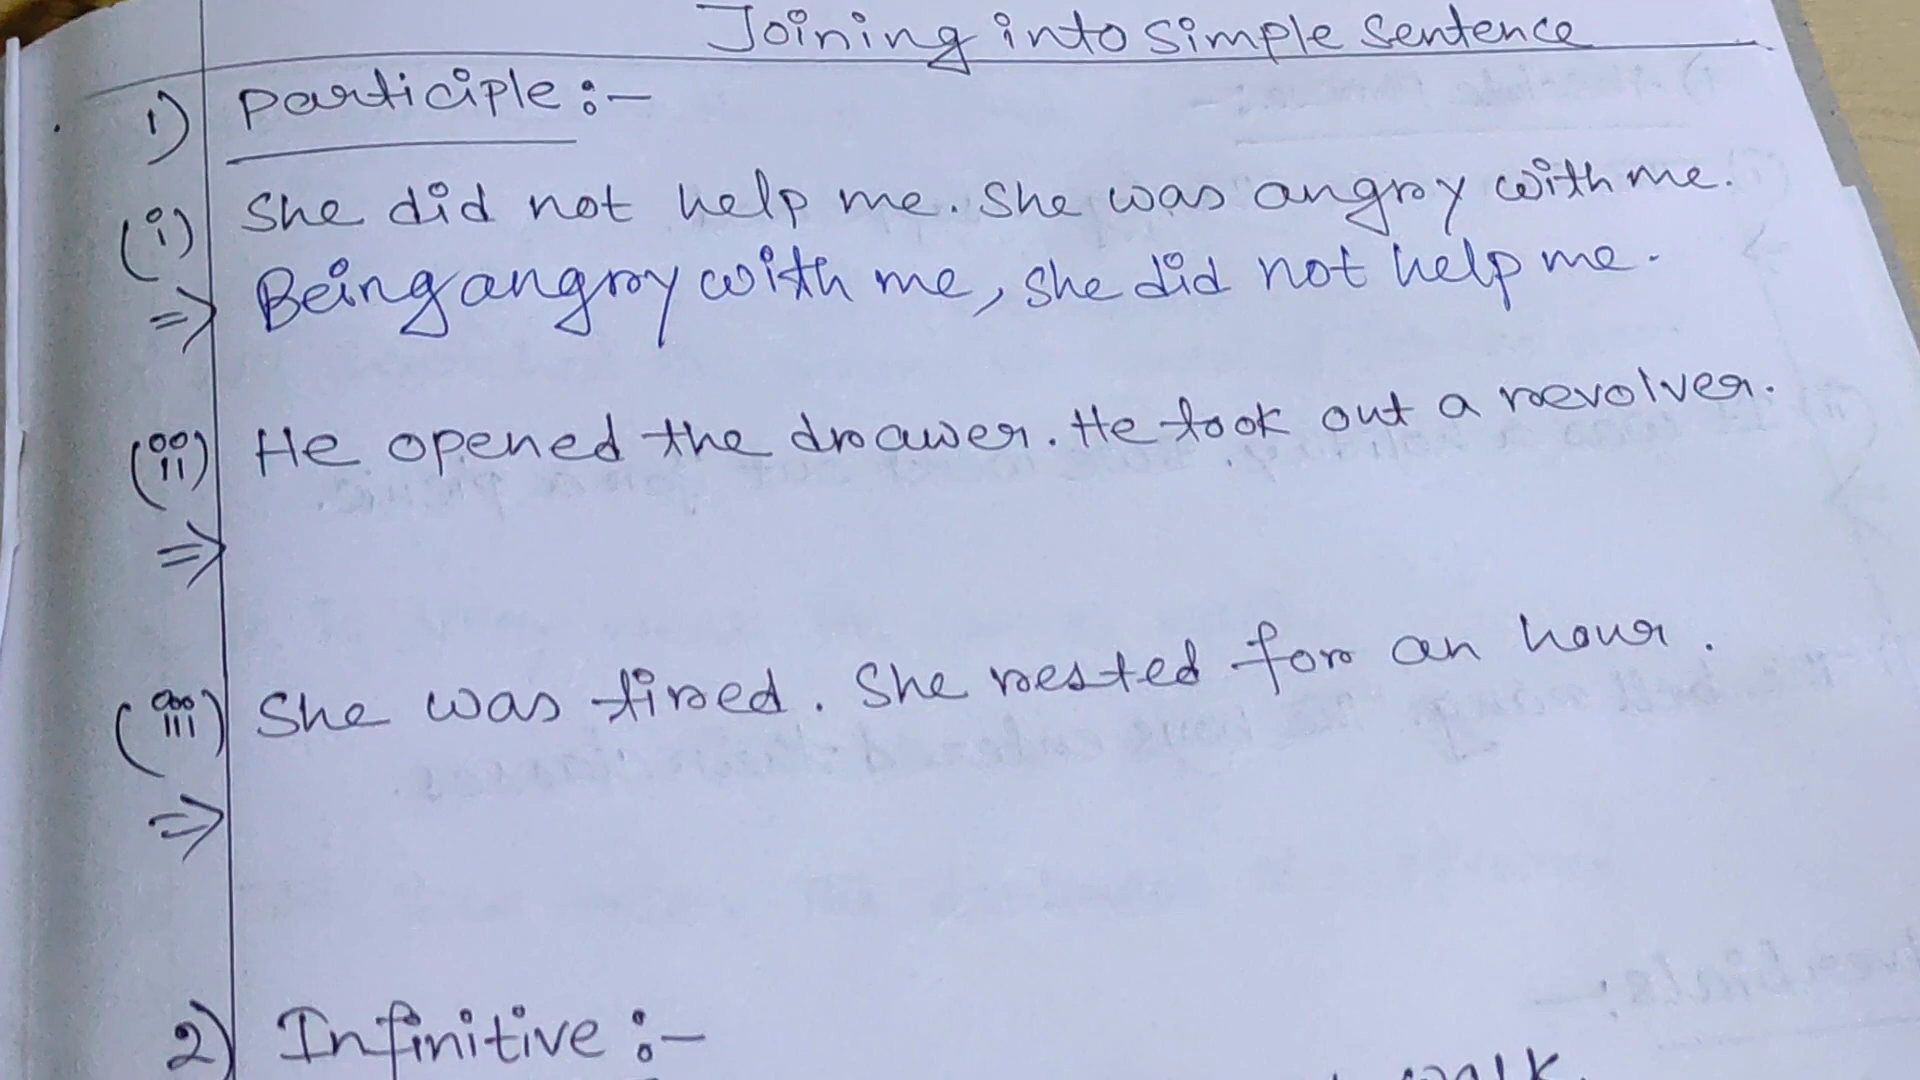 Joining into simple sentence
1) Participle :-
(i) She did not help me. She was angry with me.
⇒ Being angry with me, she did not help me.
(ii) He opened the drawer. He took out a revolver.
⇒
(iii) She was tired. She rested for an hour.
⇒
2) Infinitive :-
walk.